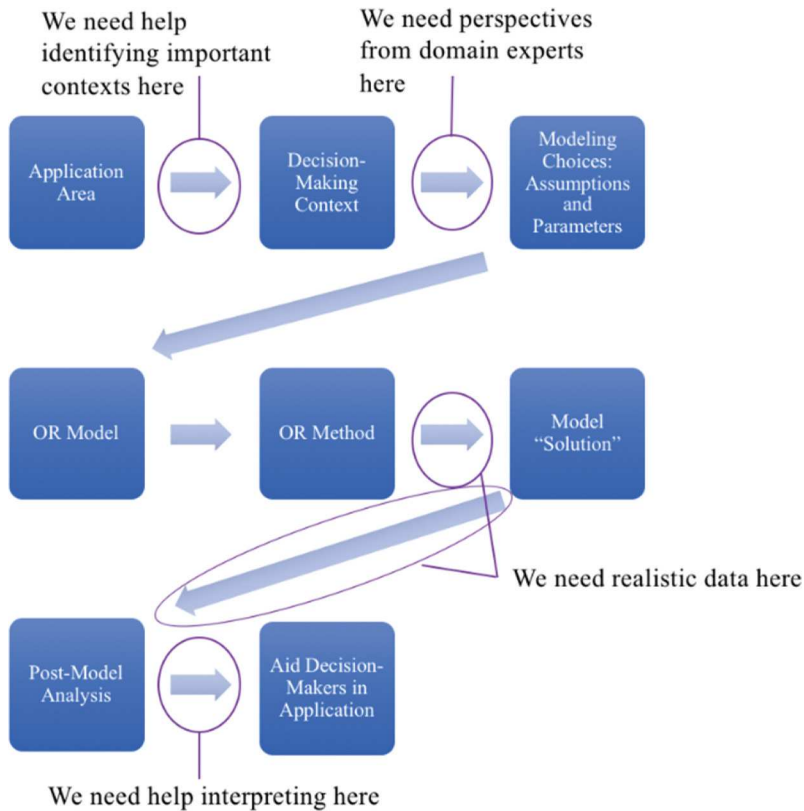 We need help
identifying important
contexts here
We need perspectives
from domain experts
here
Application
Area
Decision-
Making
Context
Modeling
Choices:
Assumptions
and
Parameters
OR Model
OR Method
Model
“Solution”
We need realistic data here
Post-Model
Analysis
Aid Decision-
Makers in
Application
We need help interpreting here